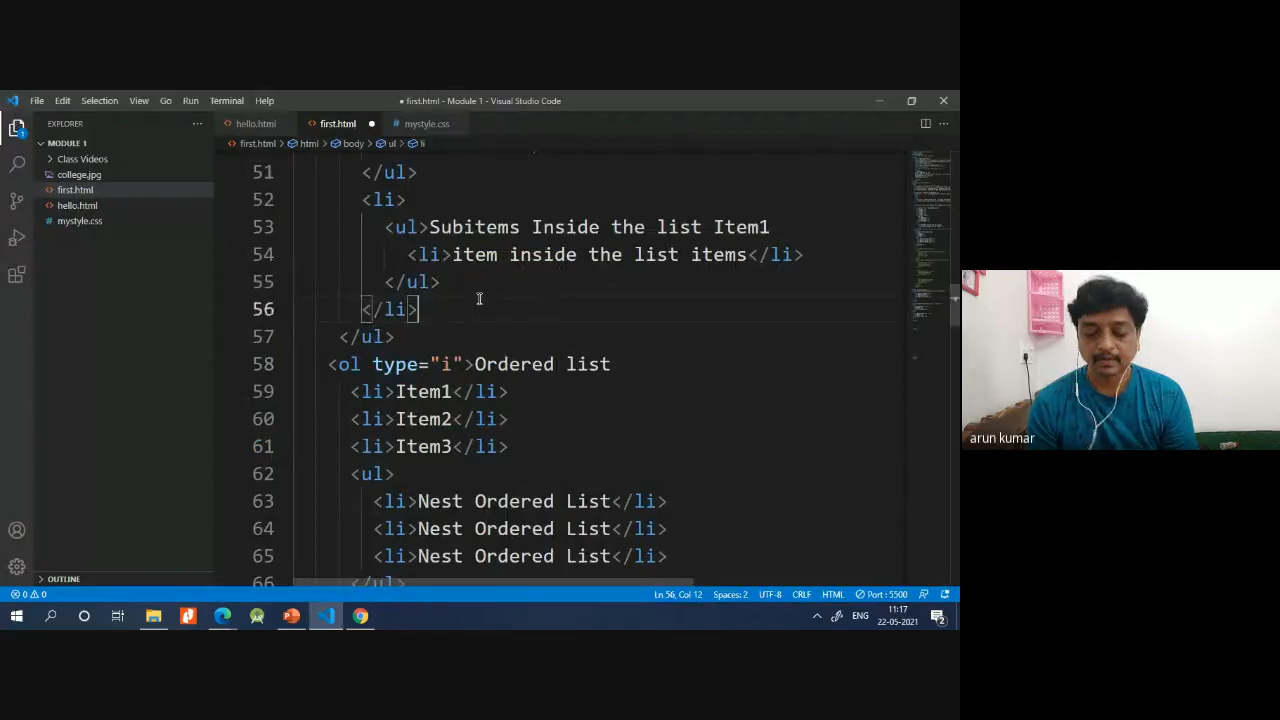 File Edit Selection View Go Run Terminal Help
● first.html - Module 1 - Visual Studio Code
EXPLORER ...
hello.html
first.html ●
# mystyle.css
MODULE 1
Class Videos
college.jpg
first.html
hello.html
mystyle.css
OUTLINE
first.html > html > body > ul > li
51 </ul>
52 <li>
53 <ul>Subitems Inside the list Item1
54 <li>item inside the list items</li>
55 </ul>
56 </li>
57 </ul>
58 <ol type="i">Ordered list
59 <li>Item1</li>
60 <li>Item2</li>
61 <li>Item3</li>
62 <ul>
63 <li>Nest Ordered List</li>
64 <li>Nest Ordered List</li>
65 <li>Nest Ordered List</li>
66 </ul>
arun kumar
0 0
Ln 56, Col 12 Spaces: 2 UTF-8 CRLF HTML Port : 5500
ENG
11:17
22-05-2021
2